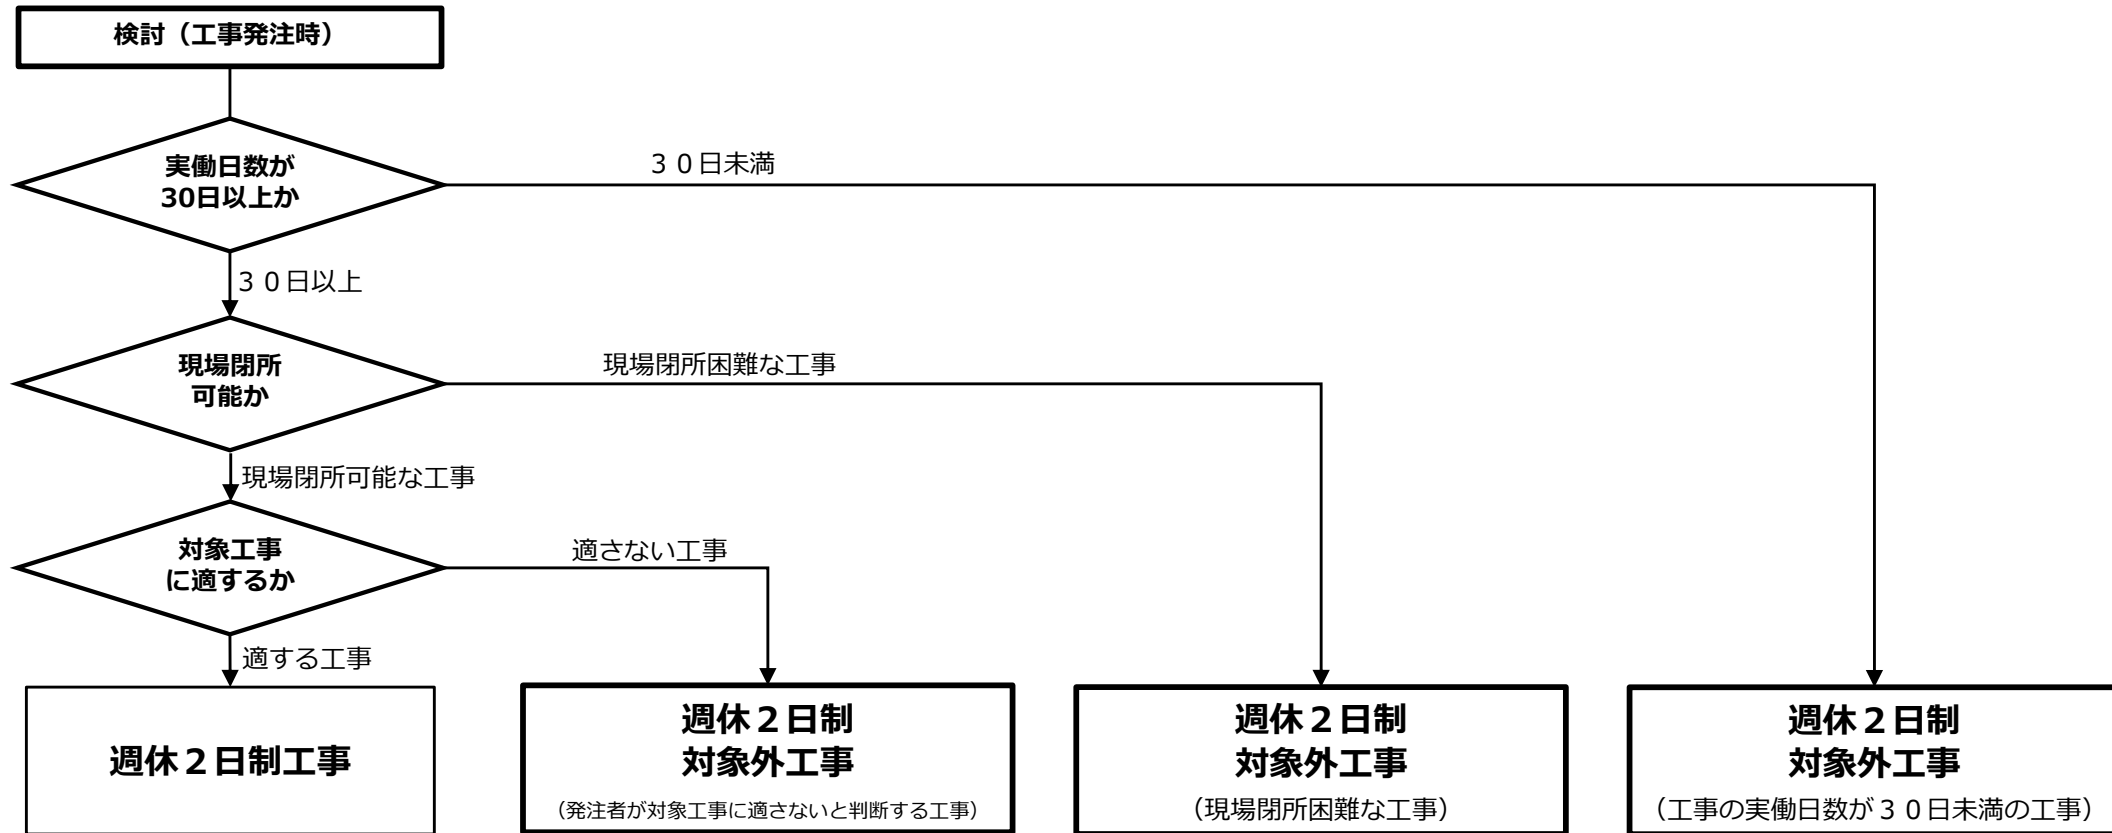 検討（工事発注時）
実働日数が
30日以上か
３０日未満
３０日以上
現場閉所
可能か
現場閉所困難な工事
現場閉所可能な工事
対象工事
に適するか
適さない工事
適する工事
週休２日制工事
週休２日制
対象外工事
（発注者が対象工事に適さないと判断する工事）
週休２日制
対象外工事
（現場閉所困難な工事）
週休２日制
対象外工事
（工事の実働日数が３０日未満の工事）